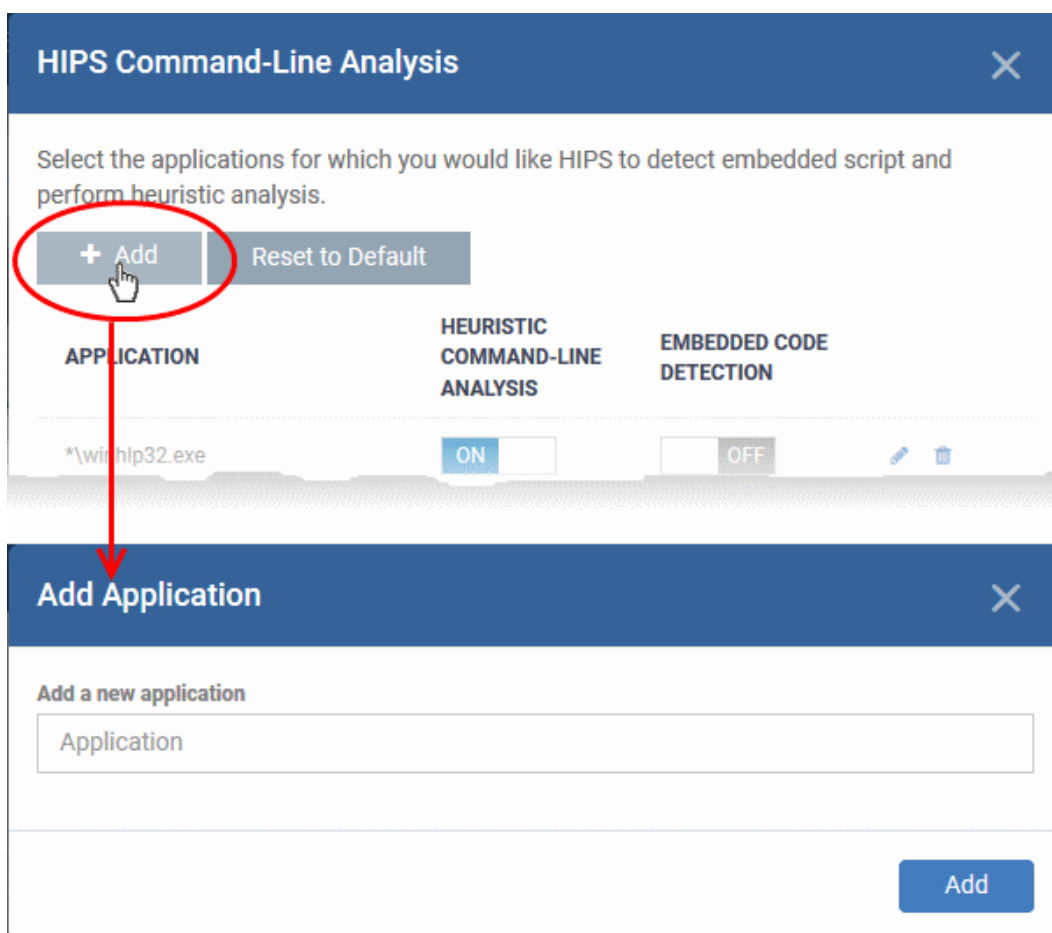 HIPS Command-Line Analysis
Select the applications for which you would like HIPS to detect embedded script and
perform heuristic analysis.
+ Add
Reset to Default
APPLICATION
HEURISTIC
COMMAND-LINE
ANALYSIS
EMBEDDED CODE
DETECTION
*\winhlp32.exe
ON
OFF
Add Application
Add a new application
Application
Add